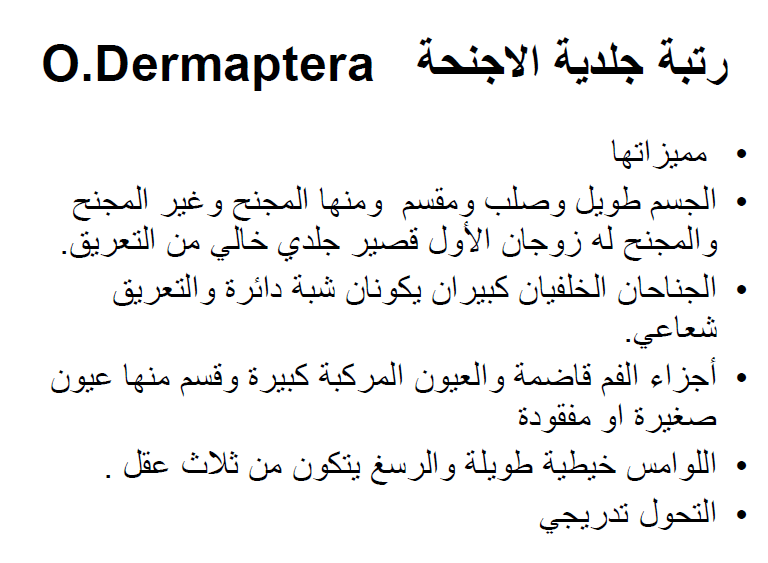 رتبة جلدية الاجنحة O.Dermaptera
• مميزاتها
• الجسم طويل وصلب ومقسم ومنها المجنح وغير المجنح
والمجنح له زوجان الأول قصير جلدي خالي من التعريق.
• الجناحان الخلفيان كبيران يكونان شبة دائرة والتعريق
شعاعي.
• أجزاء الفم قاضمة والعيون المركبة كبيرة وقسم منها عيون
صغيرة او مفقودة
• اللوامس خيطية طويلة والرسغ يتكون من ثلاث عقل .
• التحول تدريجي